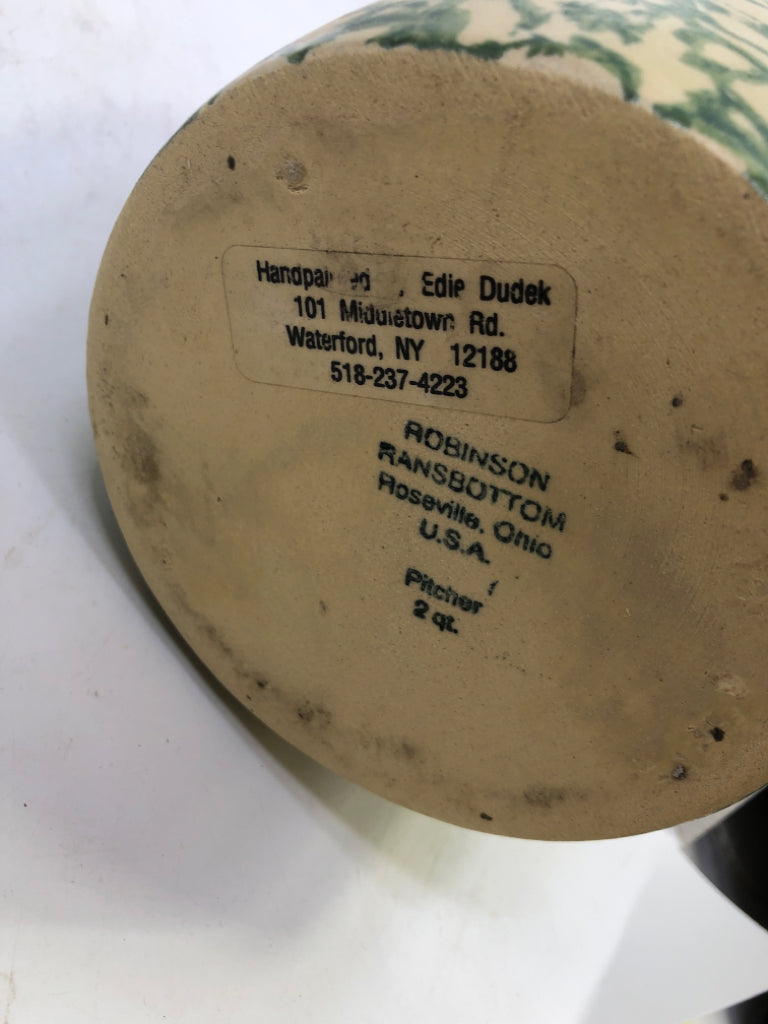 Edie Dudek
101 Middletown Rd.
Waterford, NY 12188
518-237-4223
ROBINSON
RANSBOTTOM
Roseville, Ohio
U.S.A.
Pitcher
2 qt.